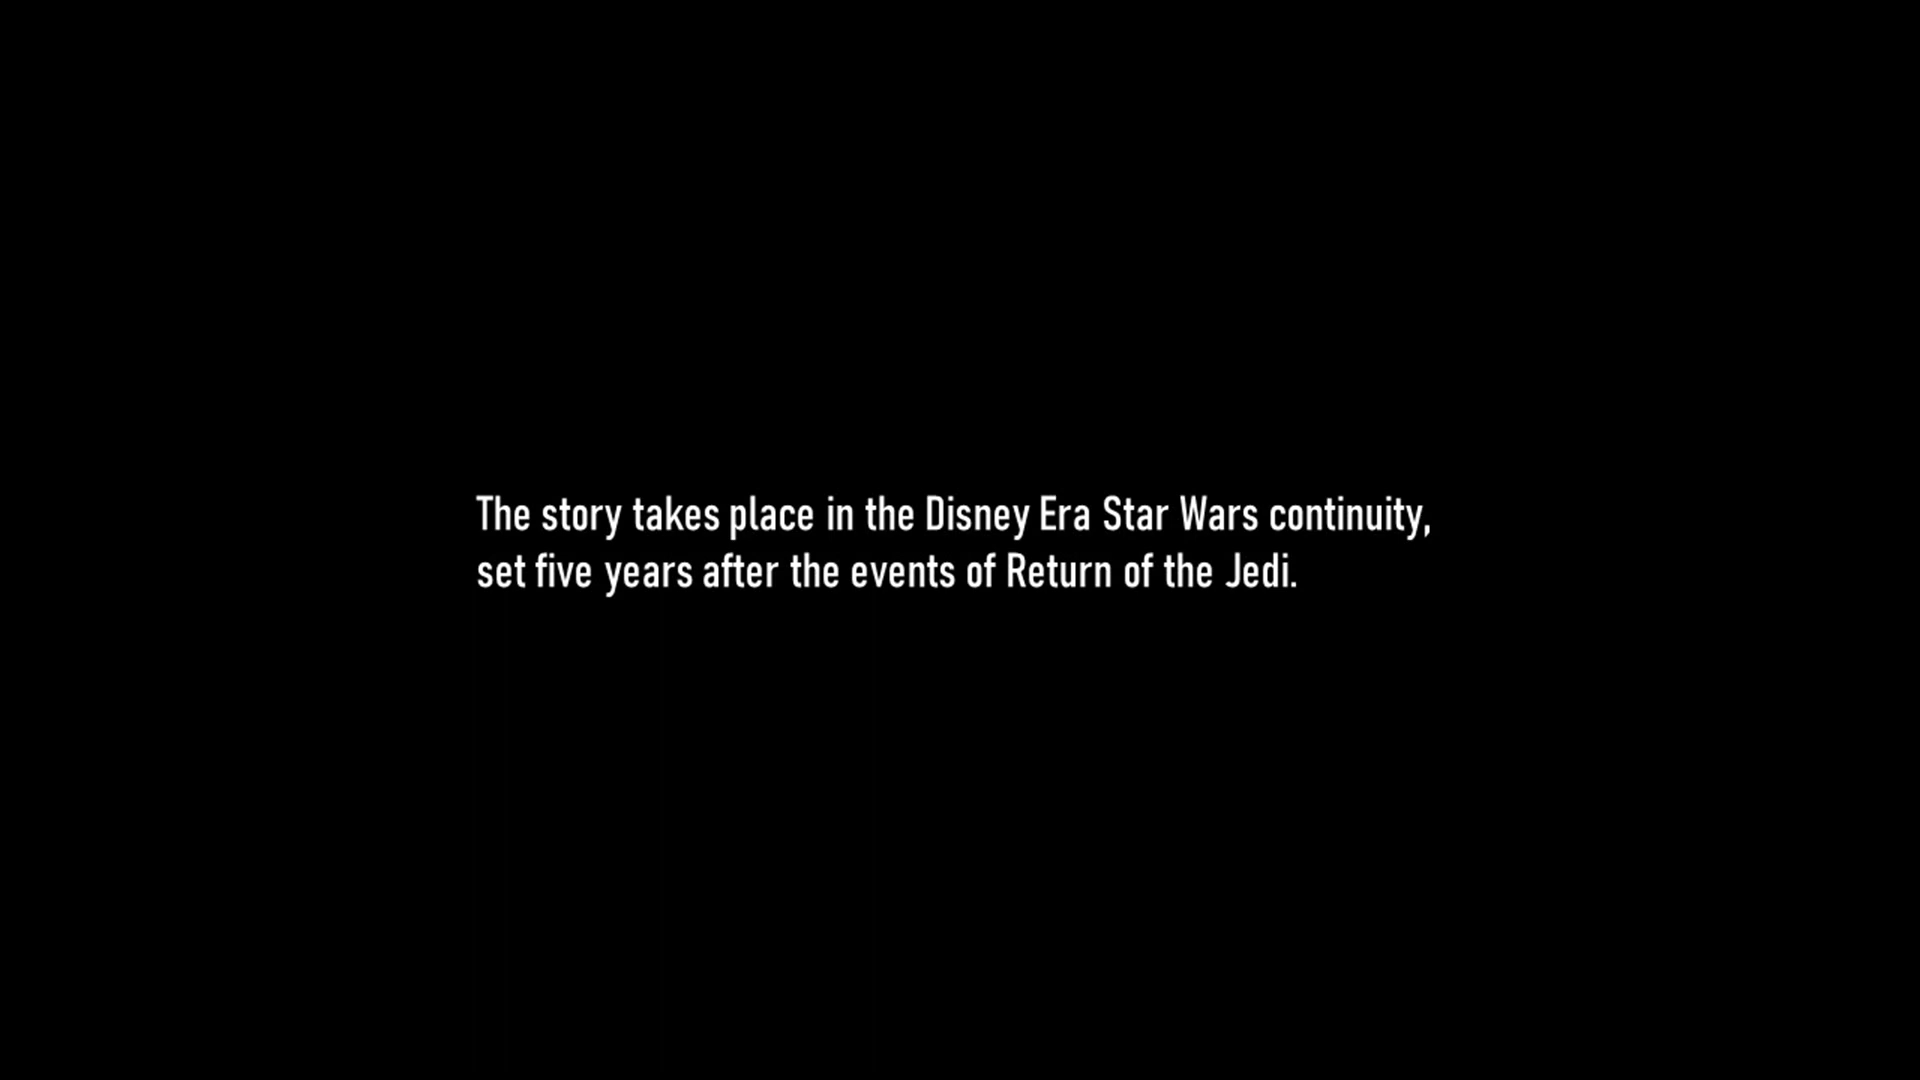 The story takes place in the Disney Era Star Wars continuity,
set five years after the events of Return of the Jedi.